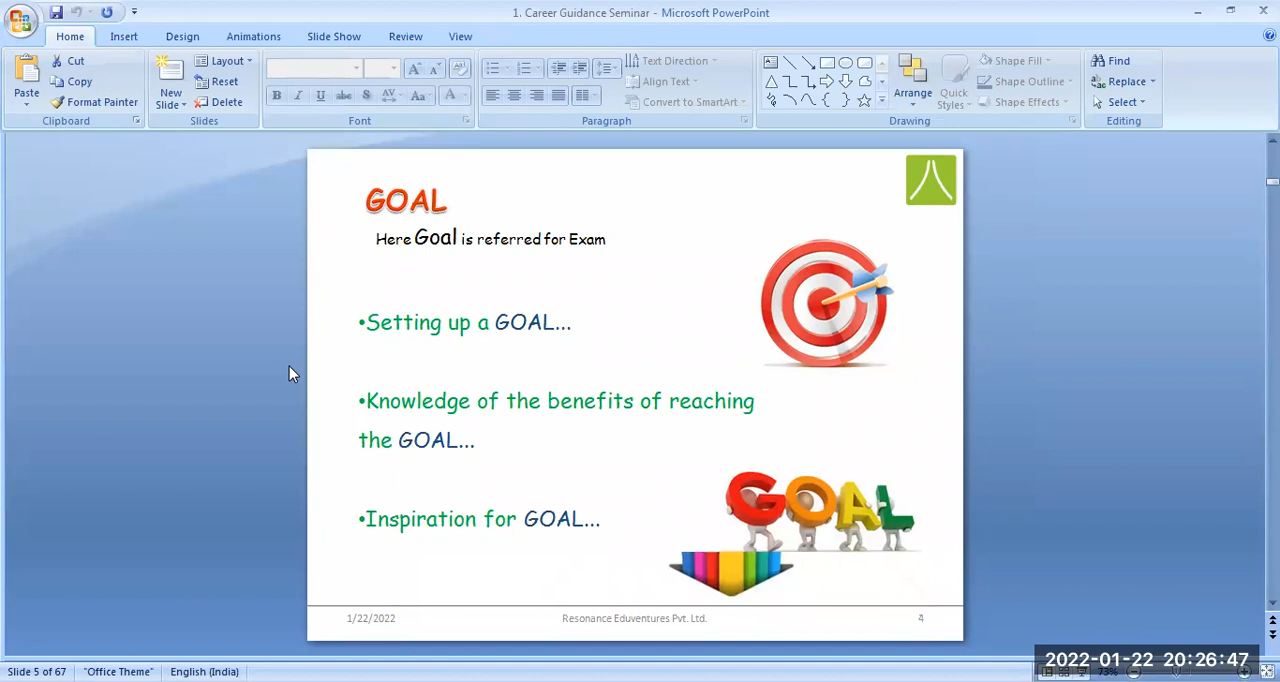 1. Career Guidance Seminar - Microsoft PowerPoint
Home Insert Design Animations Slide Show Review View
Cut Layout Text Direction Shape Fill Find
Paste Copy New Slide Reset Align Text Arrange Quick Styles Shape Outline Replace
Format Painter Delete Convert to SmartArt Shape Effects Select
Clipboard Slides Font Paragraph Drawing Editing
GOAL
Here Goal is referred for Exam
•Setting up a GOAL...
•Knowledge of the benefits of reaching
the GOAL...
•Inspiration for GOAL...
GOAL
1/22/2022 Resonance Eduventures Pvt. Ltd. 4
Slide 5 of 67 "Office Theme" English (India) 73%
2022-01-22 20:26:47